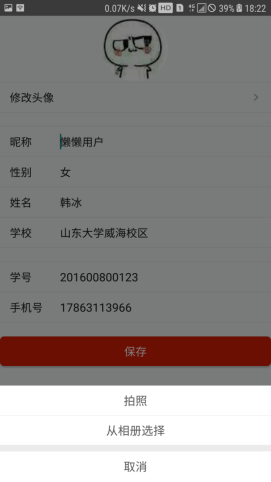 0.07K/s HD 1 39% 18:22
修改头像
昵称 懒懒用户
性别 女
姓名 韩冰
学校 山东大学威海校区
学号 201600800123
手机号 17863113966
保存
拍照
从相册选择
取消